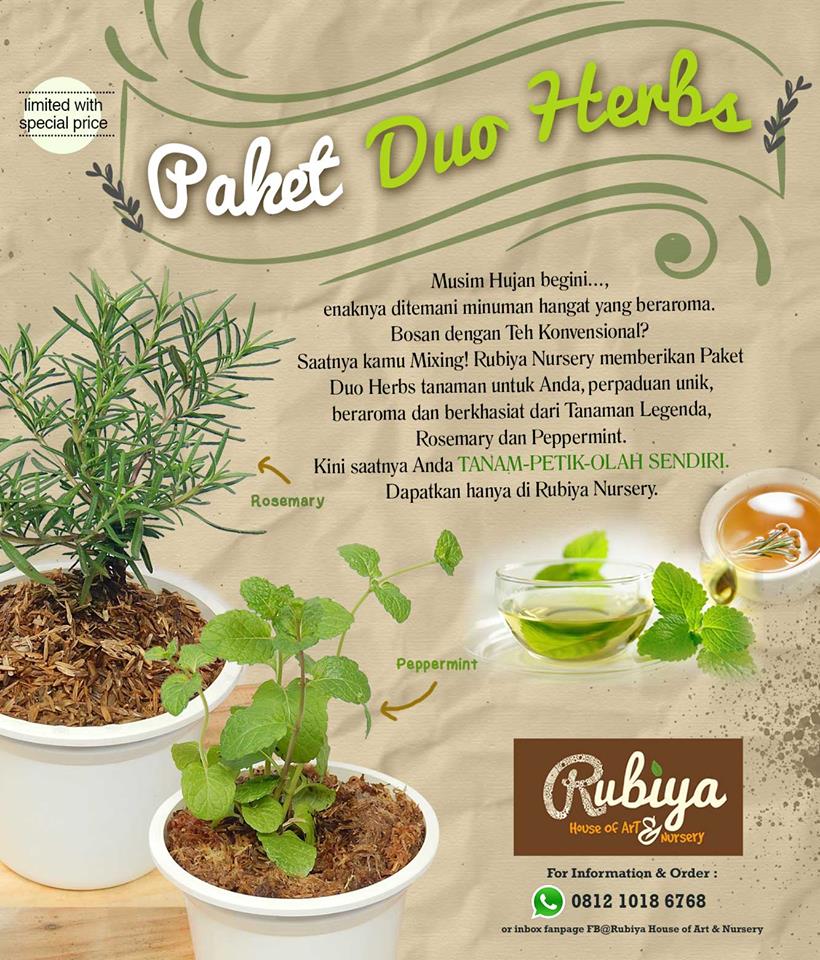 limited with
special price
Paket Duo Herbs
Musim Hujan begini...,
enaknya ditemani minuman hangat yang beraroma.
Bosan dengan Teh Konvensional?
Saatnya kamu Mixing! Rubiya Nursery memberikan Paket
Duo Herbs tanaman untuk Anda, perpaduan unik,
beraroma dan berkhasiat dari Tanaman Legenda,
Rosemary dan Peppermint.
Kini saatnya Anda TANAM-PETIK-OLAH SENDIRI.
Dapatkan hanya di Rubiya Nursery.
Rosemary
Peppermint
Rubiya
House of Art & Nursery
For Information & Order :
0812 1018 6768
or inbox fanpage FB@Rubiya House of Art & Nursery